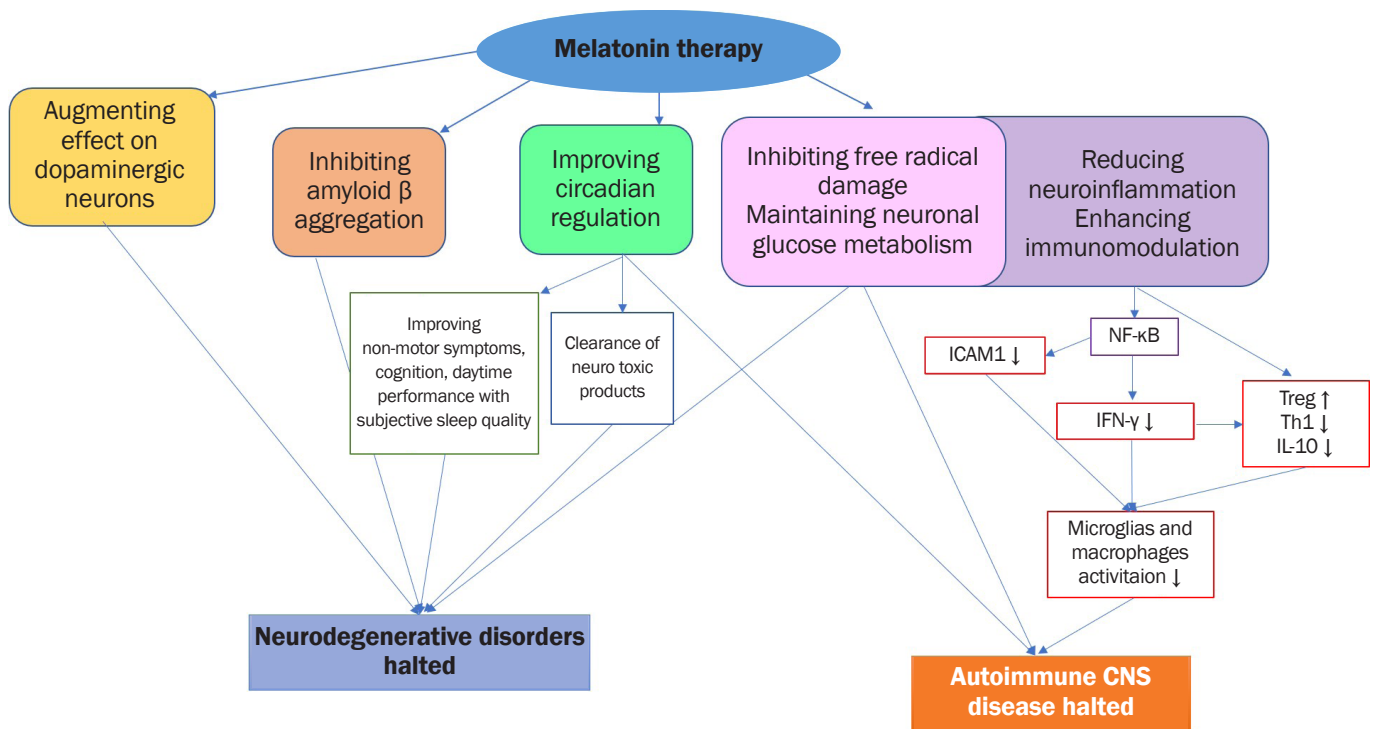 Melatonin therapy
Augmenting
effect on
dopaminergic
neurons
Inhibiting
amyloid β
aggregation
Improving
circadian
regulation
Inhibiting free radical
damage
Maintaining neuronal
glucose metabolism
Reducing
neuroinflammation
Enhancing
immunomodulation
Improving
non-motor symptoms,
cognition, daytime
performance with
subjective sleep quality
Clearance of
neuro toxic
products
NF-κB
ICAM1 ↓
IFN-γ ↓
Treg ↑
Th1 ↓
IL-10 ↓
Microglias and
macrophages
activitaion ↓
Neurodegenerative disorders
halted
Autoimmune CNS
disease halted